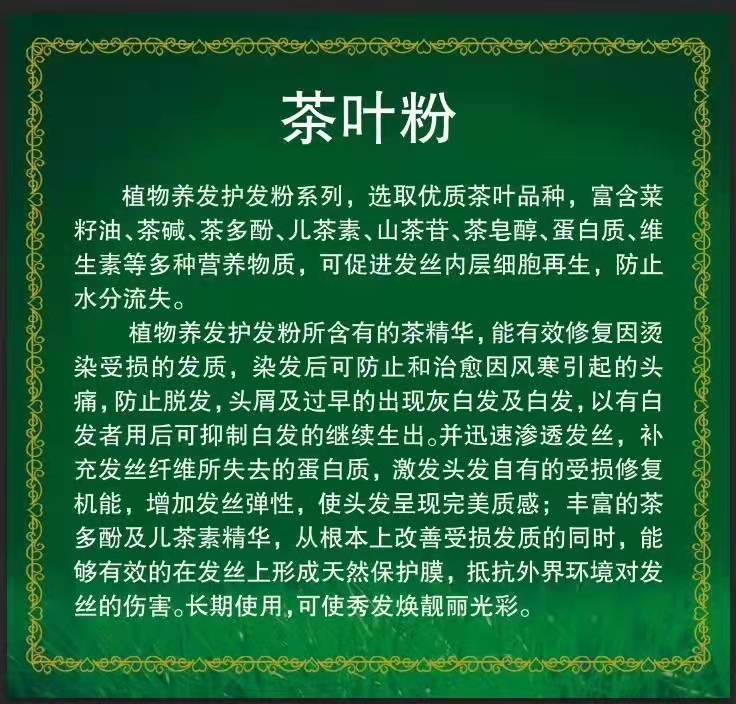 茶叶粉
植物养发护发粉系列，选取优质茶叶品种，富含菜
籽油、茶碱、茶多酚、儿茶素、山茶苷、茶皂醇、蛋白质、维
生素等多种营养物质，可促进发丝内层细胞再生，防止
水分流失。
植物养发护发粉所含有的茶精华，能有效修复因烫
染受损的发质，染发后可防止和治愈因风寒引起的头
痛，防止脱发，头屑及过早的出现灰白发及白发，以有白
发者用后可抑制白发的继续生出。并迅速渗透发丝，补
充发丝纤维所失去的蛋白质，激发头发自有的受损修复
机能，增加发丝弹性，使头发呈现完美质感；丰富的茶
多酚及儿茶素精华，从根本上改善受损发质的同时，能
够有效的在发丝上形成天然保护膜，抵抗外界环境对发
丝的伤害。长期使用，可使秀发焕靓丽光彩。